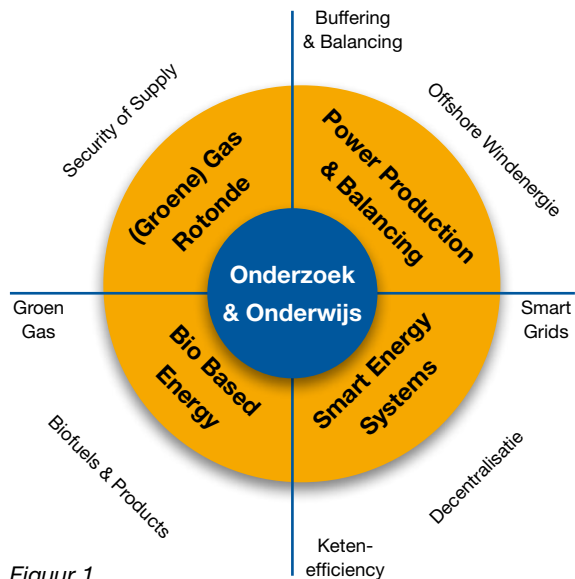 Buffering
& Balancing
Security of Supply
Offshore Windenergie
(Groene) Gas
Rotonde
Power Production
& Balancing
Onderzoek
& Onderwijs
Groen
Gas
Smart
Grids
Bio Based
Energy
Smart Energy
Systems
Biofuels & Products
Decentralisatie
Keten-
efficiency
Figuur 1